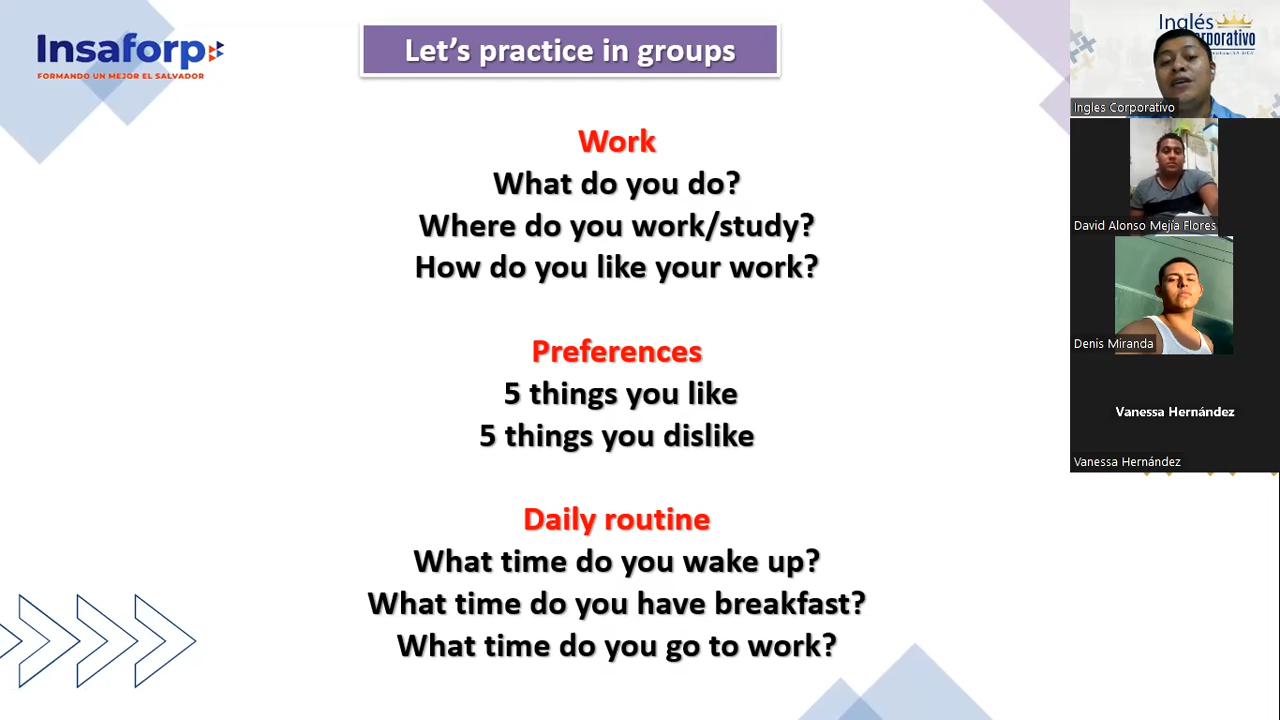 Insaforp
FORMANDO UN MEJOR EL SALVADOR
Let's practice in groups
Work
What do you do?
Where do you work/study?
How do you like your work?
Preferences
5 things you like
5 things you dislike
Daily routine
What time do you wake up?
What time do you have breakfast?
What time do you go to work?
Inglés
Ingles Corporativo
David Alonso Mejía Flores
Denis Miranda
Vanessa Hernández
Vanessa Hernández